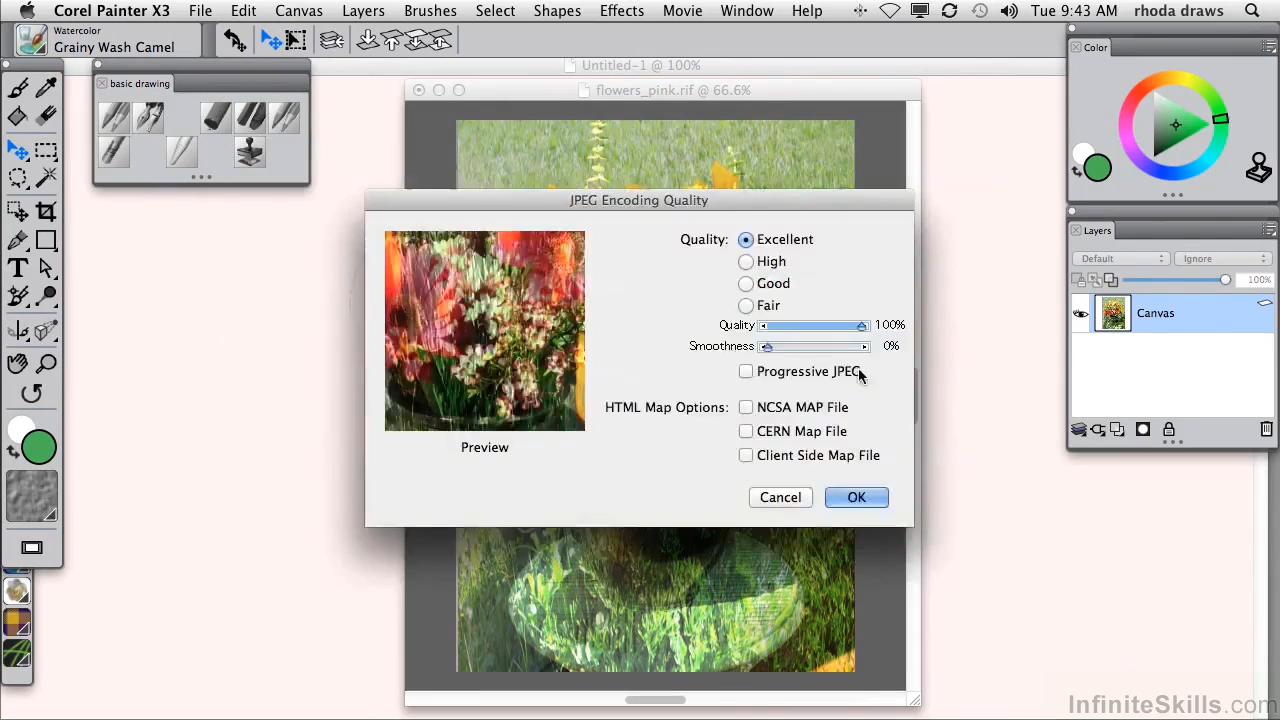 Corel Painter X3 File Edit Canvas Layers Brushes Select Shapes Effects Movie Window Help Tue 9:43 AM rhoda draws
Watercolor
Grainy Wash Camel
Untitled-1 @ 100%
basic drawing
flowers_pink.rif @ 66.6%
Color
JPEG Encoding Quality
Quality: Excellent
High
Good
Fair
Quality 100%
Smoothness 0%
Progressive JPEG
HTML Map Options: NCSA MAP File
CERN Map File
Client Side Map File
Preview
Cancel OK
Layers
Default Ignore
100%
Canvas
T
InfiniteSkills.com